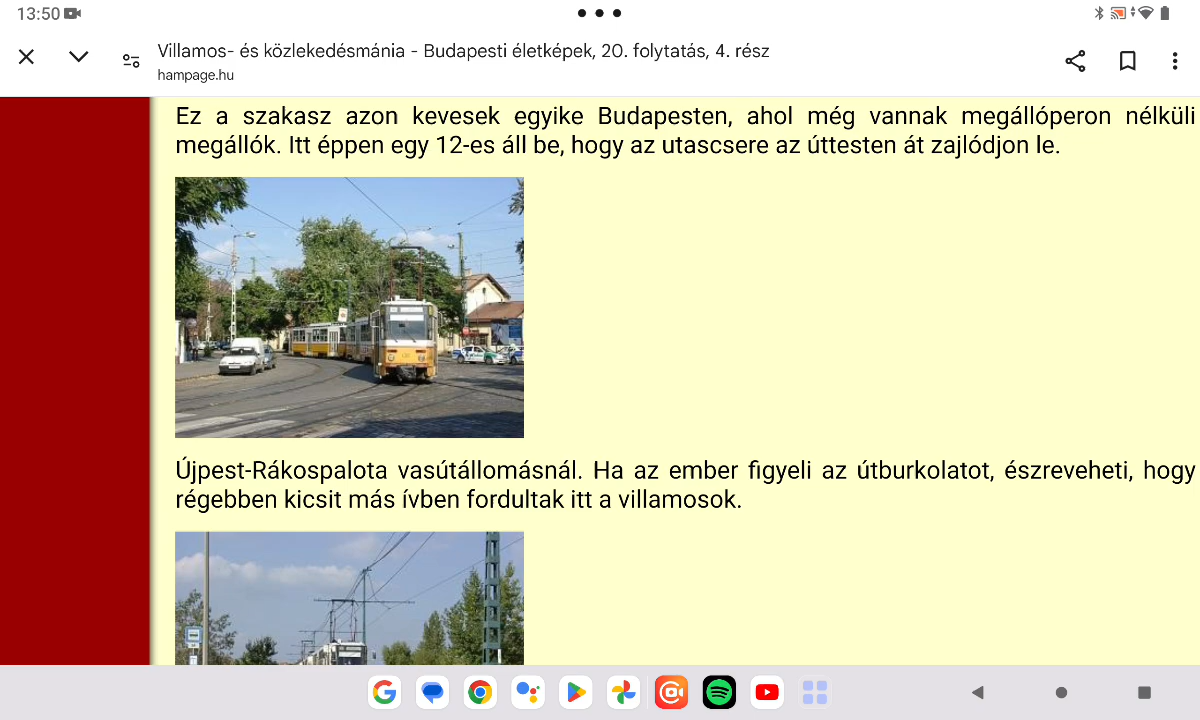 13:50
Villamos- és közlekedésmánia - Budapesti életképek, 20. folytatás, 4. rész
hampage.hu
Ez a szakasz azon kevesek egyike Budapesten, ahol még vannak megállóperon nélküli
megállók. Itt éppen egy 12-es áll be, hogy az utascsere az úttesten át zajlódjon le.
Újpest-Rákospalota vasútállomásnál. Ha az ember figyeli az útburkolatot, észreveheti, hogy
régebben kicsit más ívben fordultak itt a villamosok.